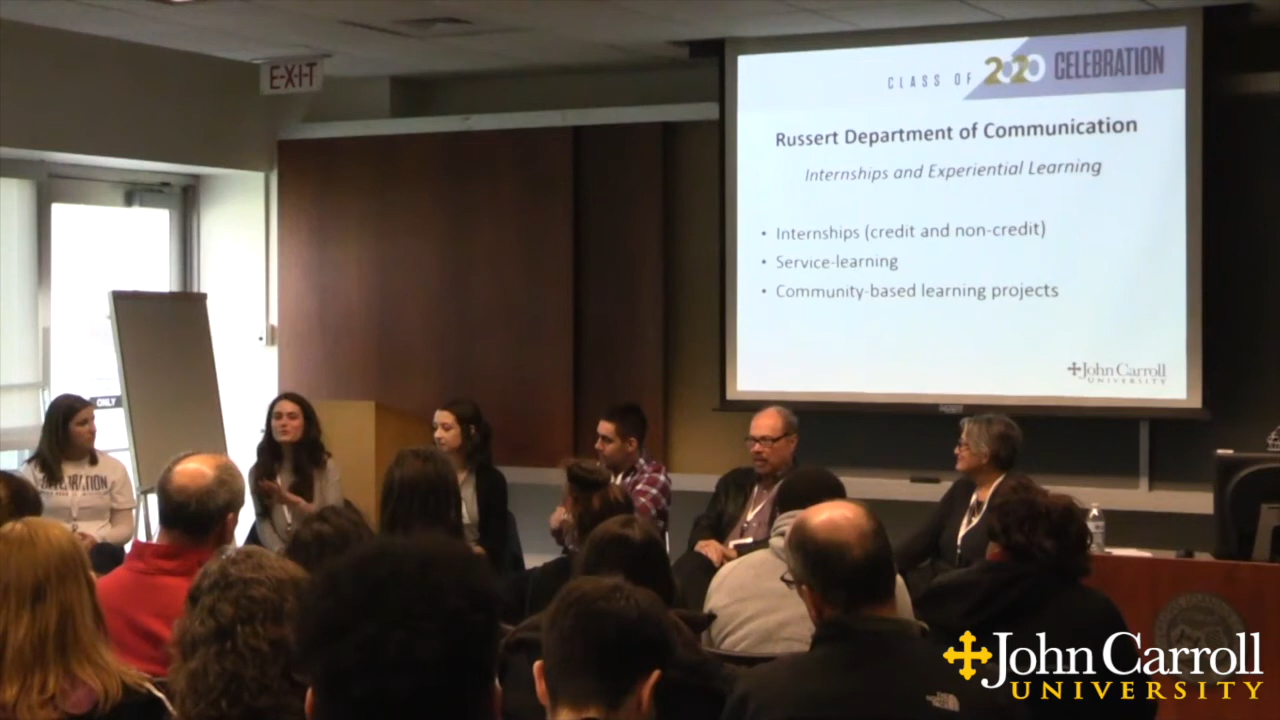 EXIT
CLASS OF 2020 CELEBRATION
Russert Department of Communication
Internships and Experiential Learning
• Internships (credit and non-credit)
• Service-learning
• Community-based learning projects
John Carroll
UNIVERSITY
ONLY
John Carroll
UNIVERSITY